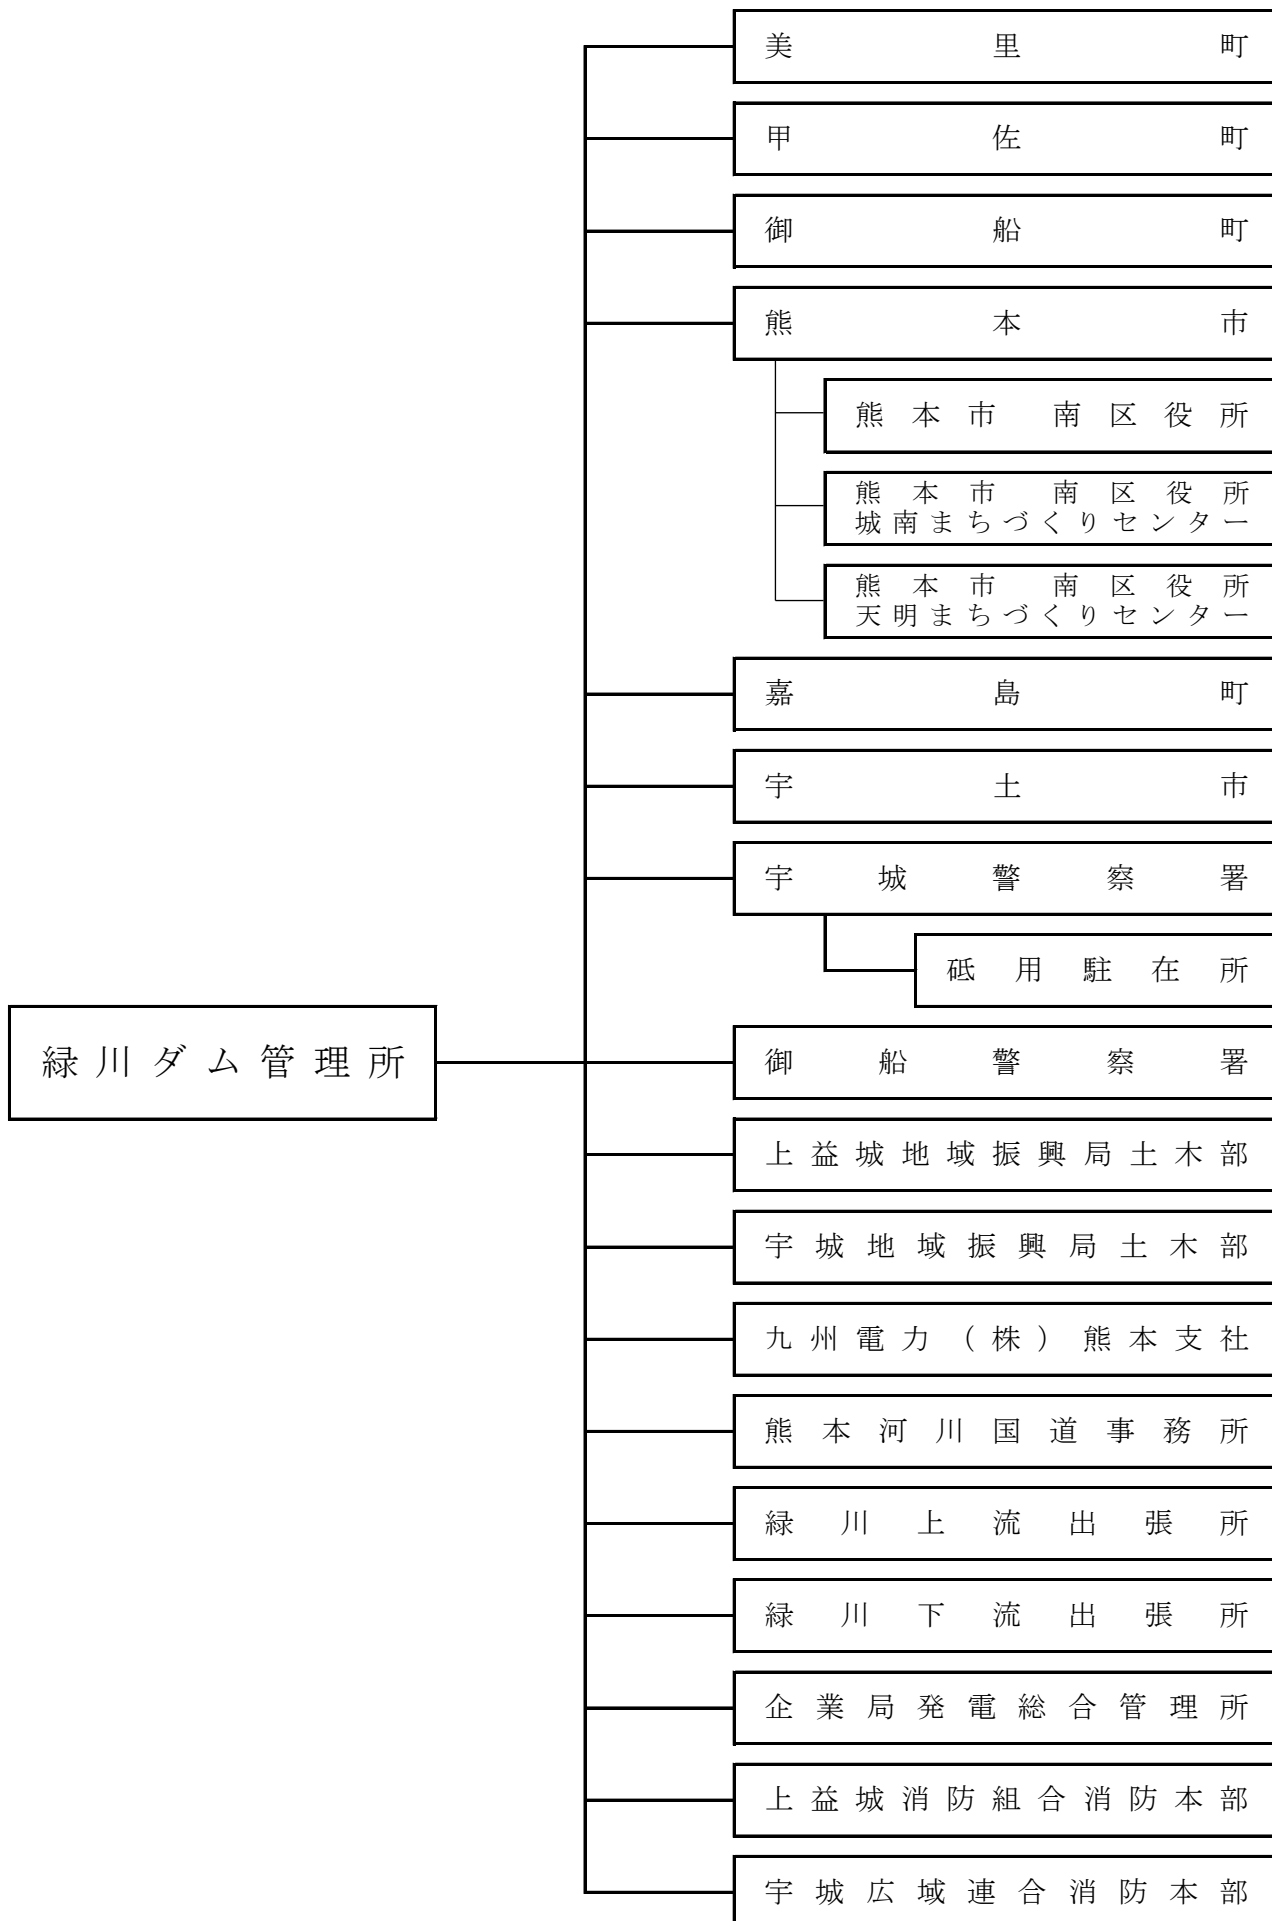 美里町
甲佐町
御船町
熊本市
熊本市 南区役所
熊本市 南区役所
城南まちづくりセンター
熊本市 南区役所
天明まちづくりセンター
嘉島町
宇土市
宇城警察署
砥用駐在所
緑川ダム管理所
御船警察署
上益城地域振興局土木部
宇城地域振興局土木部
九州電力（株）熊本支社
熊本河川国道事務所
緑川上流出張所
緑川下流出張所
企業局発電総合管理所
上益城消防組合消防本部
宇城広域連合消防本部